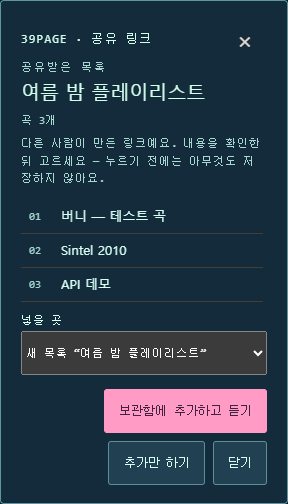 39PAGE · 공유 링크
×
공유받은 목록
여름 밤 플레이리스트
곡 3개
다른 사람이 만든 링크예요. 내용을 확인한
뒤 고르세요 — 누르기 전에는 아무것도 저
장하지 않아요.
01 버니 — 테스트 곡
02 Sintel 2010
03 API 데모
넣을 곳
새 목록 “여름 밤 플레이리스트”
보관함에 추가하고 듣기
추가만 하기 닫기